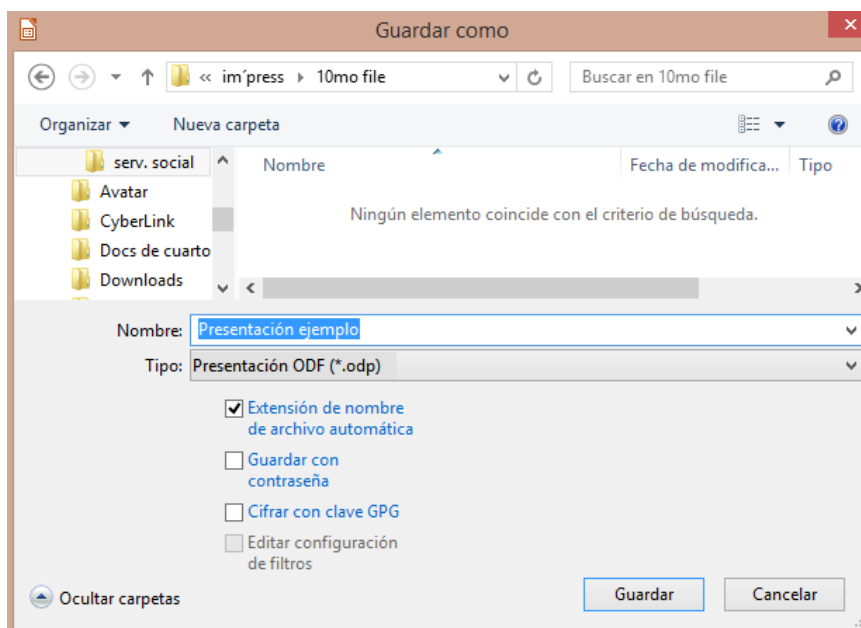 Guardar como
« im´press 10mo file
Buscar en 10mo file
Organizar
Nueva carpeta
serv. social
Avatar
CyberLink
Docs de cuarto
Downloads
Nombre
Fecha de modifica...
Tipo
Ningún elemento coincide con el criterio de búsqueda.
Nombre: Presentación ejemplo
Tipo: Presentación ODF (*.odp)
Extensión de nombre
de archivo automática
Guardar con
contraseña
Cifrar con clave GPG
Editar configuración
de filtros
Ocultar carpetas
Guardar
Cancelar